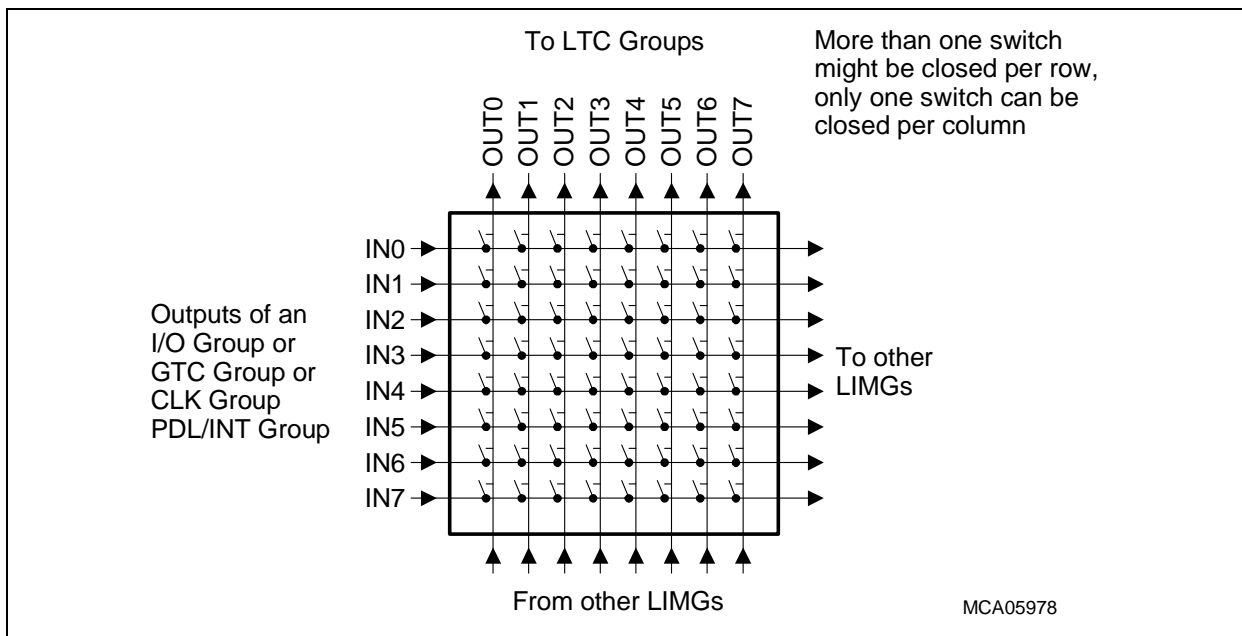 To LTC Groups
More than one switch
might be closed per row,
only one switch can be
closed per column
OUT0
OUT1
OUT2
OUT3
OUT4
OUT5
OUT6
OUT7
IN0
IN1
IN2
IN3
IN4
IN5
IN6
IN7
Outputs of an
I/O Group or
GTC Group or
CLK Group
PDL/INT Group
To other
LIMGs
From other LIMGs
MCA05978